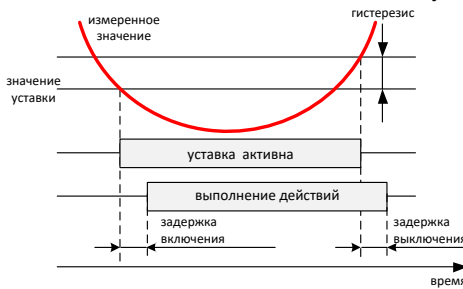 измеренное
значение
гистерезис
значение
уставки
уставка активна
выполнение действий
задержка
включения
задержка
выключения
время